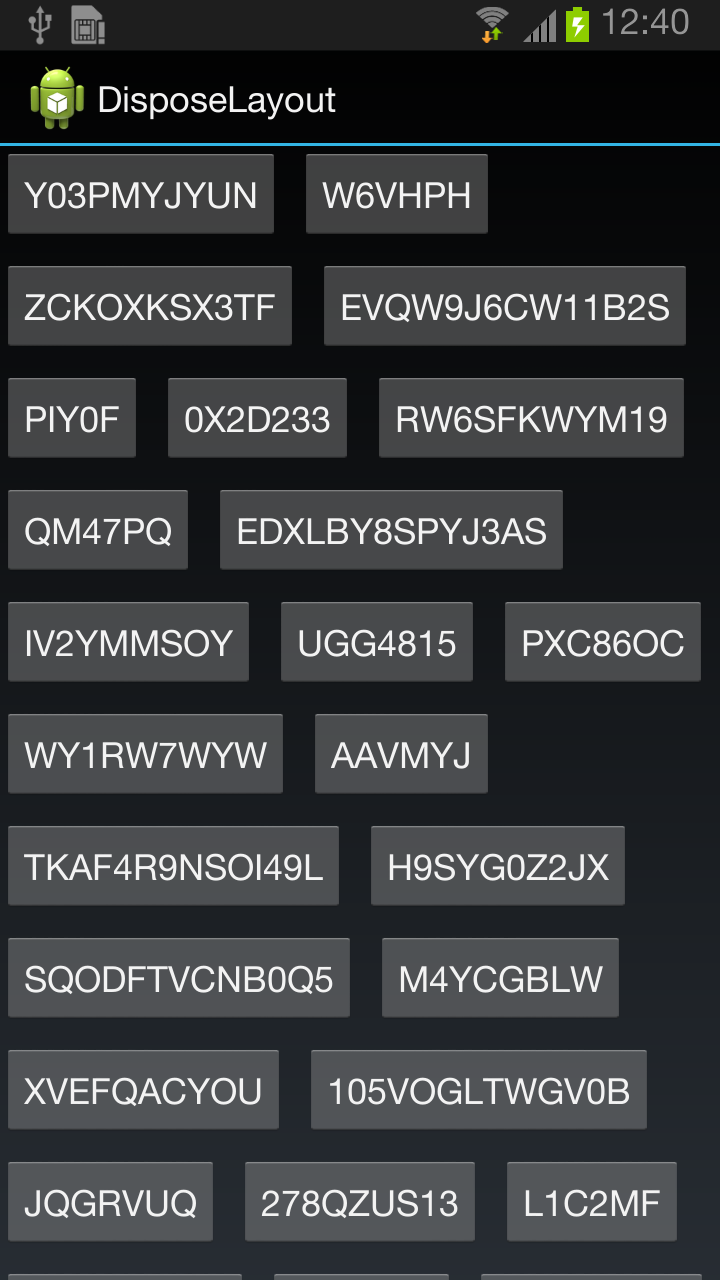 12:40
DisposeLayout
Y03PMYJYUN W6VHPH
ZCKOXKSX3TF EVQW9J6CW11B2S
PIY0F 0X2D233 RW6SFKWYM19
QM47PQ EDXLBY8SPYJ3AS
IV2YMMSOY UGG4815 PXC86OC
WY1RW7WYW AAVMYJ
TKAF4R9NSOI49L H9SYG0Z2JX
SQODFTVCNB0Q5 M4YCGBLW
XVEFQACYOU 105VOGLTWGV0B
JQGRVUQ 278QZUS13 L1C2MF